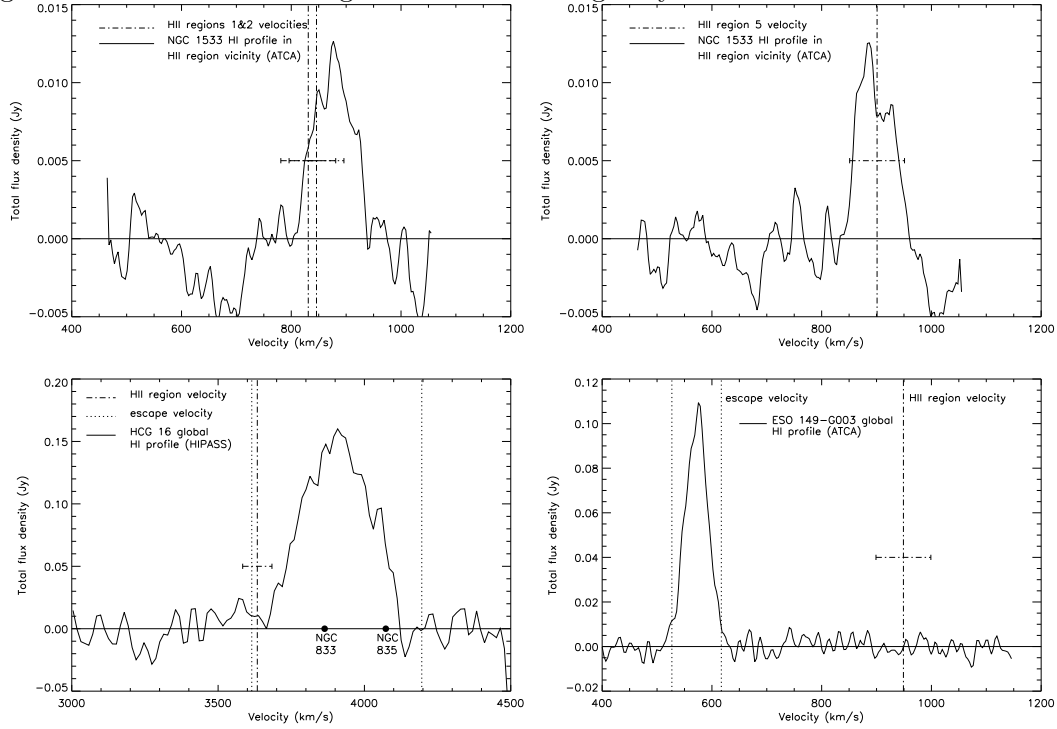 HII regions 1&2 velocities
NGC 1533 HI profile in
HII region vicinity (ATCA)
Total flux density (Jy)
0.015
0.010
0.005
0.000
−0.005
400
600
800
1000
1200
Velocity (km/s)
HII region 5 velocity
NGC 1533 HI profile in
HII region vicinity (ATCA)
Total flux density (Jy)
0.015
0.010
0.005
0.000
−0.005
400
600
800
1000
1200
Velocity (km/s)
HII region velocity
escape velocity
HCG 16 global
HI profile (HIPASS)
Total flux density (Jy)
0.20
0.15
0.10
0.05
0.00
−0.05
NGC
833
NGC
835
3000
3500
4000
4500
Velocity (km/s)
escape velocity
HII region velocity
ESO 149−G003 global
HI profile (ATCA)
Total flux density (Jy)
0.12
0.10
0.08
0.06
0.04
0.02
0.00
−0.02
400
600
800
1000
1200
Velocity (km/s)